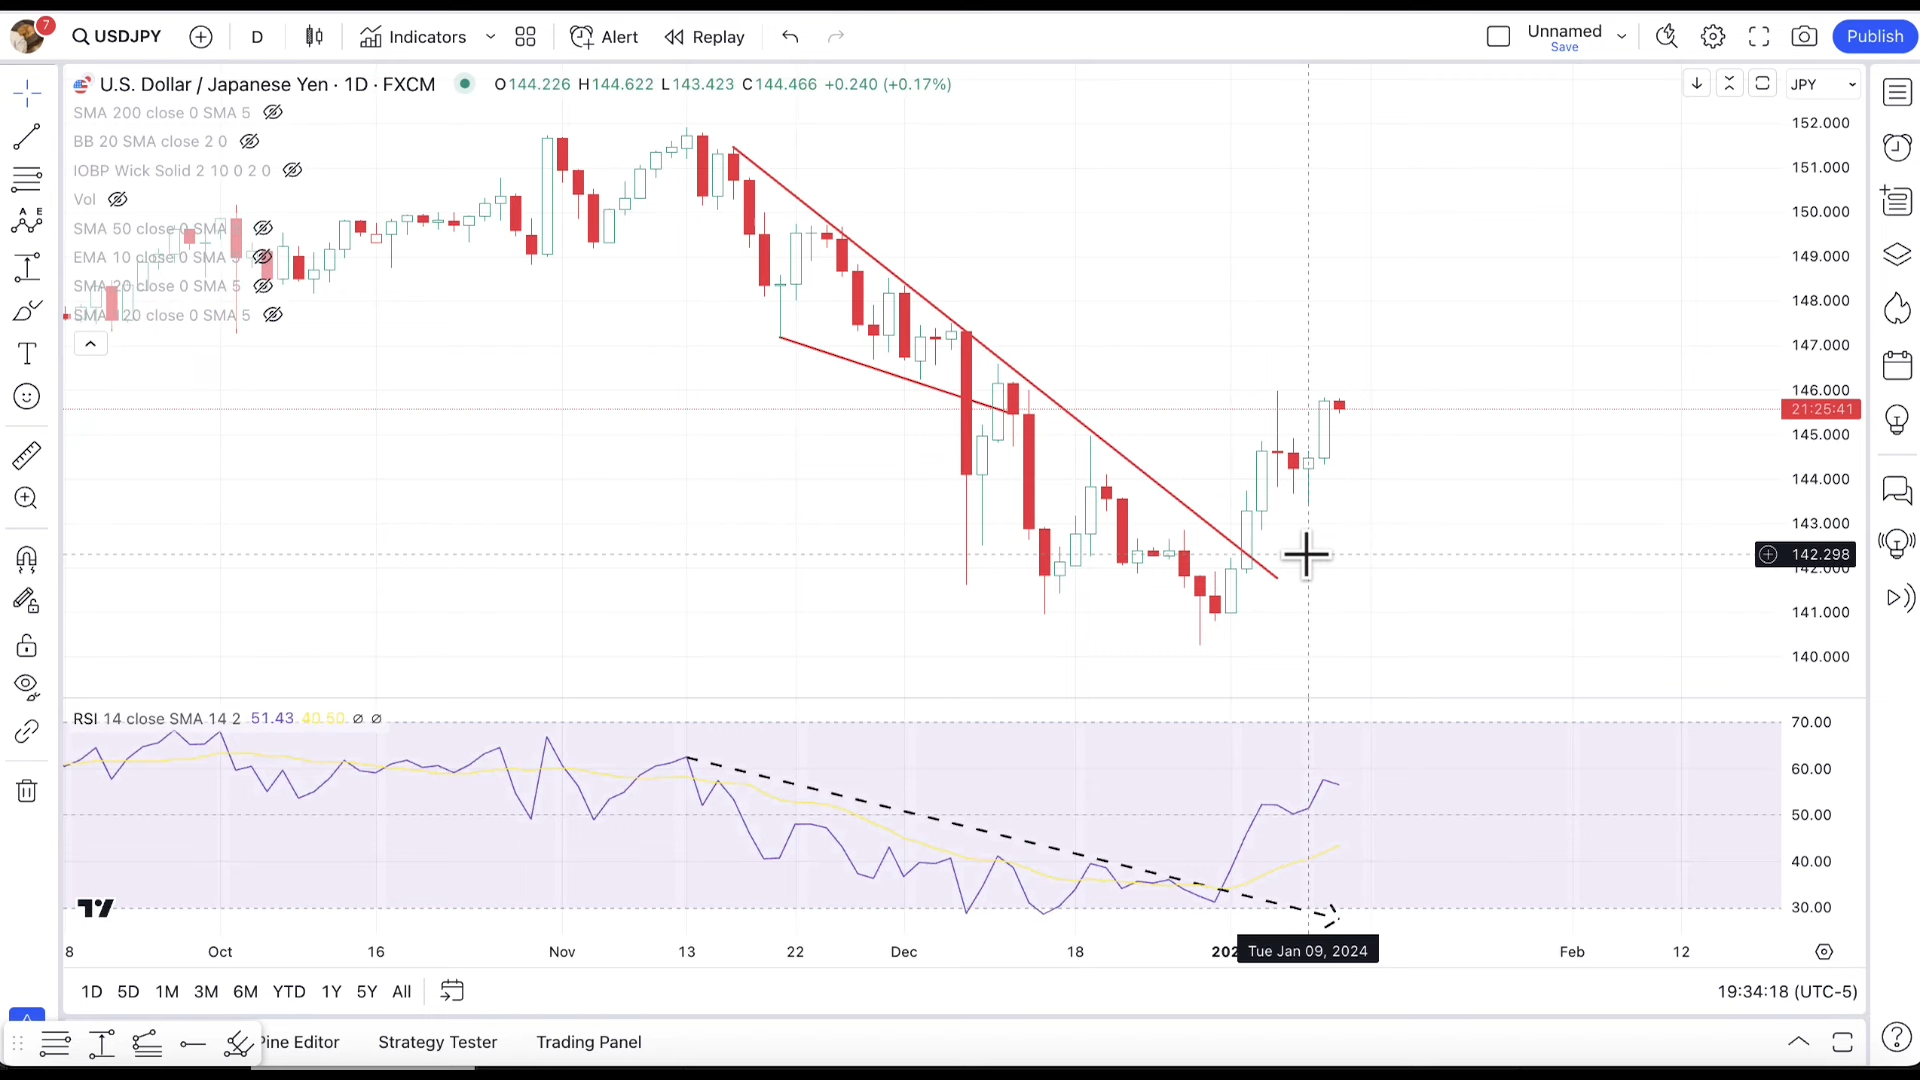 7
USDJPY
D
Indicators
Alert
Replay
Unnamed
Save
Publish
U.S. Dollar / Japanese Yen · 1D · FXCM
O144.226 H144.622 L143.423 C144.466 +0.240 (+0.17%)
JPY
SMA 200 close 0 SMA 5
BB 20 SMA close 2 0
IOBP Wick Solid 2 10 0 2 0
Vol
SMA 50 close 0 SMA
EMA 10 close 0 SMA 5
SMA 20 close 0 SMA 5
SMA 120 close 0 SMA 5
152.000
151.000
150.000
149.000
148.000
147.000
146.000
21:25:41
145.000
144.000
143.000
142.298
142.000
141.000
140.000
RSI 14 close SMA 14 2 51.43 40.50 ∅ ∅
70.00
60.00
50.00
40.00
30.00
8 Oct 16 Nov 13 22 Dec 18 202 Tue Jan 09, 2024 Feb 12
1D 5D 1M 3M 6M YTD 1Y 5Y All
19:34:18 (UTC-5)
Pine Editor Strategy Tester Trading Panel